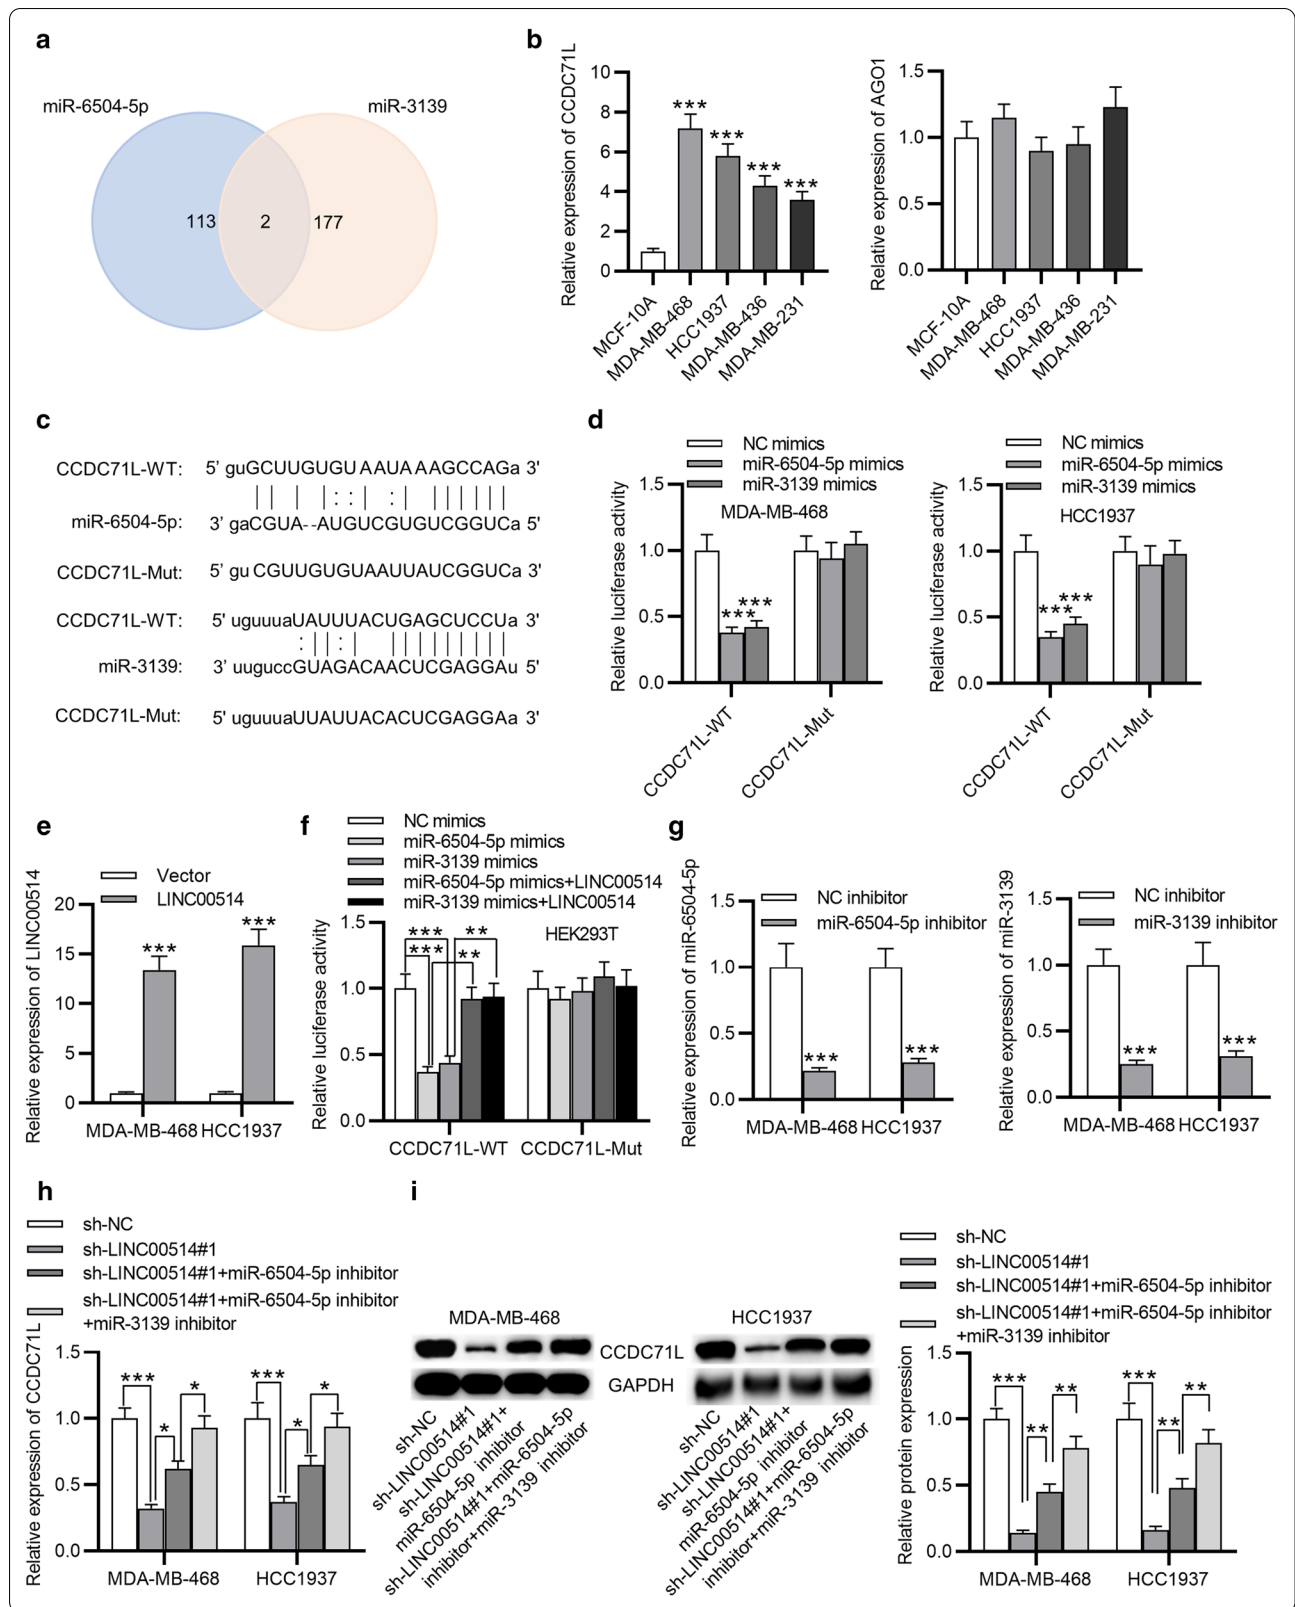 a
miR-6504-5p
miR-3139
113
2
177
b
Relative expression of CCDC71L
10
8
6
4
2
0
***
***
***
***
MCF-10A
MDA-MB-468
HCC1937
MDA-MB-436
MDA-MB-231
Relative expression of AGO1
1.5
1.0
0.5
0.0
MCF-10A
MDA-MB-468
HCC1937
MDA-MB-436
MDA-MB-231
c
CCDC71L-WT: 5' guGCUUGUGUAAUAAAGCCAGa 3'
miR-6504-5p: 3' gaCGUA--AUGUCGUGUCGGUCa 5'
CCDC71L-Mut: 5' guCGUUGUGUAAUUAUCGGUCa 3'
CCDC71L-WT: 5' uguuuaUAUUUACUGAGCUCCUa 3'
miR-3139: 3' uuguccGUAGACAACUCGAGGAu 5'
CCDC71L-Mut: 5' uguuuaUUAUUACACUCGAGGAa 3'
d
NC mimics
miR-6504-5p mimics
miR-3139 mimics
MDA-MB-468
Relative luciferase activity
1.5
1.0
0.5
0.0
***
***
CCDC71L-WT
CCDC71L-Mut
NC mimics
miR-6504-5p mimics
miR-3139 mimics
HCC1937
Relative luciferase activity
1.5
1.0
0.5
0.0
***
***
CCDC71L-WT
CCDC71L-Mut
e
Vector
LINC00514
Relative expression of LINC00514
20
15
10
5
0
***
***
MDA-MB-468 HCC1937
f
NC mimics
miR-6504-5p mimics
miR-3139 mimics
miR-6504-5p mimics+LINC00514
miR-3139 mimics+LINC00514
HEK293T
Relative luciferase activity
1.5
1.0
0.5
0.0
*** **
*** **
CCDC71L-WT CCDC71L-Mut
g
NC inhibitor
miR-6504-5p inhibitor
Relative expression of miR-6504-5p
1.5
1.0
0.5
0.0
***
***
MDA-MB-468 HCC1937
NC inhibitor
miR-3139 inhibitor
Relative expression of miR-3139
1.5
1.0
0.5
0.0
***
***
MDA-MB-468 HCC1937
h
sh-NC
sh-LINC00514#1
sh-LINC00514#1+miR-6504-5p inhibitor
sh-LINC00514#1+miR-6504-5p inhibitor
+miR-3139 inhibitor
Relative expression of CCDC71L
1.5
1.0
0.5
0.0
***
*
*
***
*
*
MDA-MB-468 HCC1937
i
MDA-MB-468
HCC1937
CCDC71L
GAPDH
sh-NC
sh-LINC00514#1
sh-LINC00514#1+
miR-6504-5p inhibitor
sh-LINC00514#1+miR-6504-5p
inhibitor+miR-3139 inhibitor
sh-NC
sh-LINC00514#1
sh-LINC00514#1+
miR-6504-5p inhibitor
sh-LINC00514#1+miR-6504-5p
inhibitor+miR-3139 inhibitor
sh-NC
sh-LINC00514#1
sh-LINC00514#1+miR-6504-5p inhibitor
sh-LINC00514#1+miR-6504-5p inhibitor
+miR-3139 inhibitor
Relative protein expression
1.5
1.0
0.5
0.0
***
**
**
***
**
**
MDA-MB-468 HCC1937